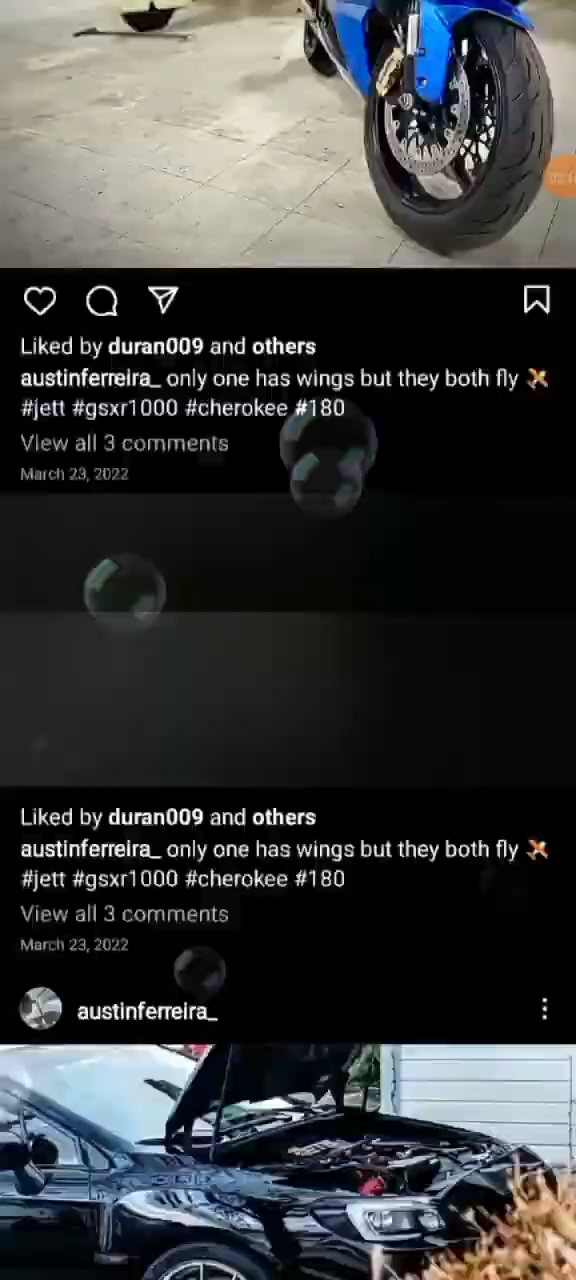 Liked by duran009 and others
austinferreira_ only one has wings but they both fly
#jett #gsxr1000 #cherokee #180
View all 3 comments
March 23, 2022
Liked by duran009 and others
austinferreira_ only one has wings but they both fly
#jett #gsxr1000 #cherokee #180
View all 3 comments
March 23, 2022
austinferreira_